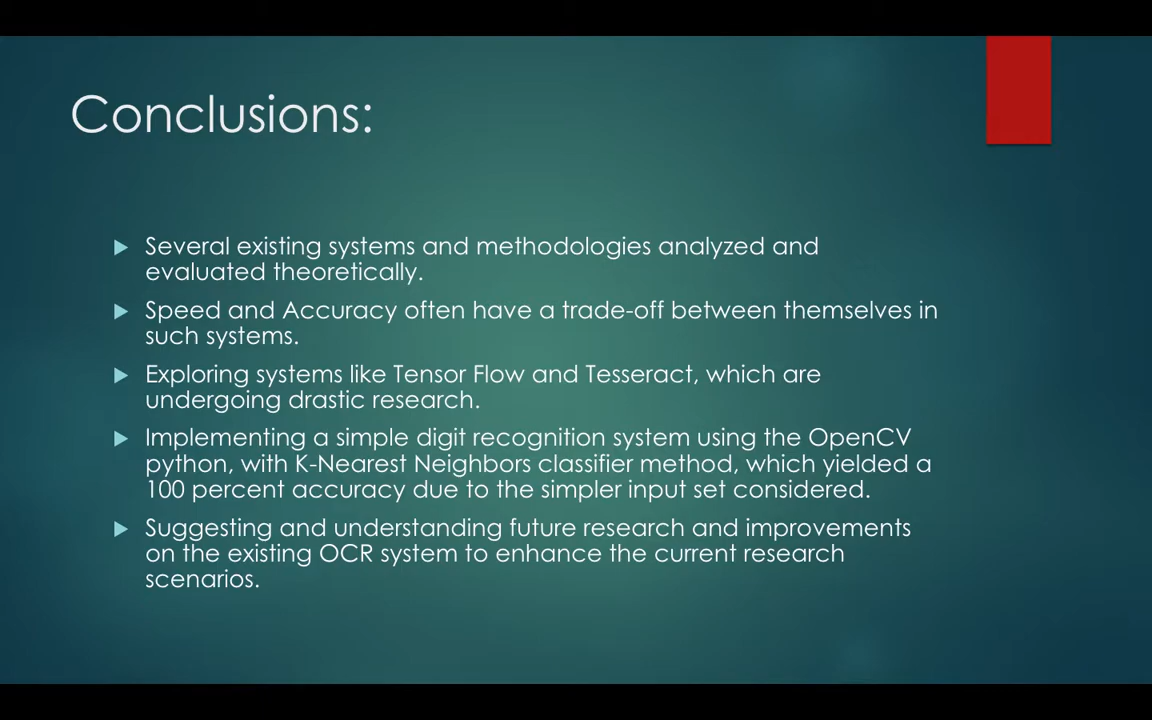 Conclusions:
Several existing systems and methodologies analyzed and
evaluated theoretically.
Speed and Accuracy often have a trade-off between themselves in
such systems.
Exploring systems like Tensor Flow and Tesseract, which are
undergoing drastic research.
Implementing a simple digit recognition system using the OpenCV
python, with K-Nearest Neighbors classifier method, which yielded a
100 percent accuracy due to the simpler input set considered.
Suggesting and understanding future research and improvements
on the existing OCR system to enhance the current research
scenarios.